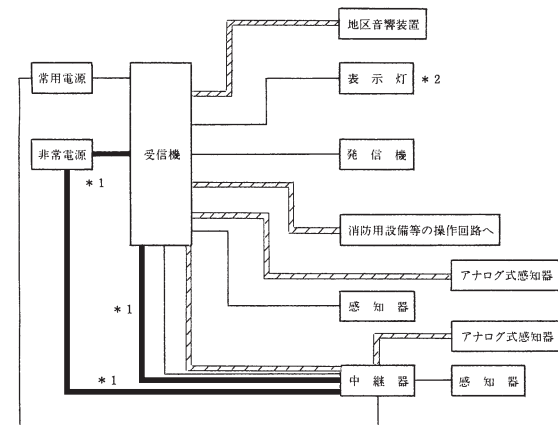 地区音響装置
常用電源
表示灯 *2
非常電源
受信機
発信機
*1
消防用設備等の操作回路へ
アナログ式感知器
感知器
*1
アナログ式感知器
*1
中継器
感知器